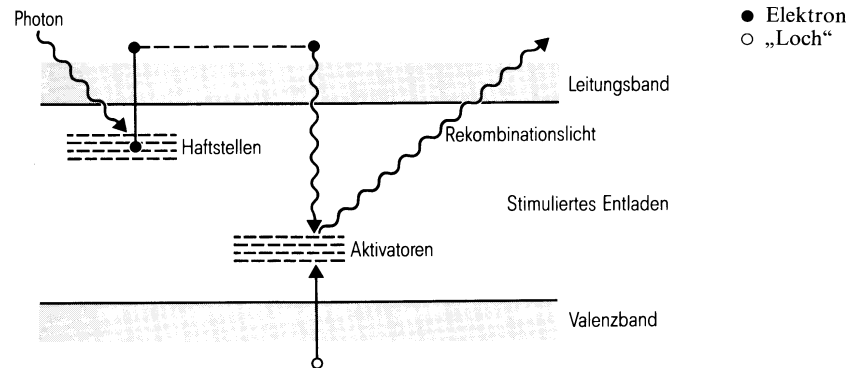 Photon
Elektron
„Loch“
Leitungsband
Rekombinationslicht
Haftstellen
Stimuliertes Entladen
Aktivatoren
Valenzband